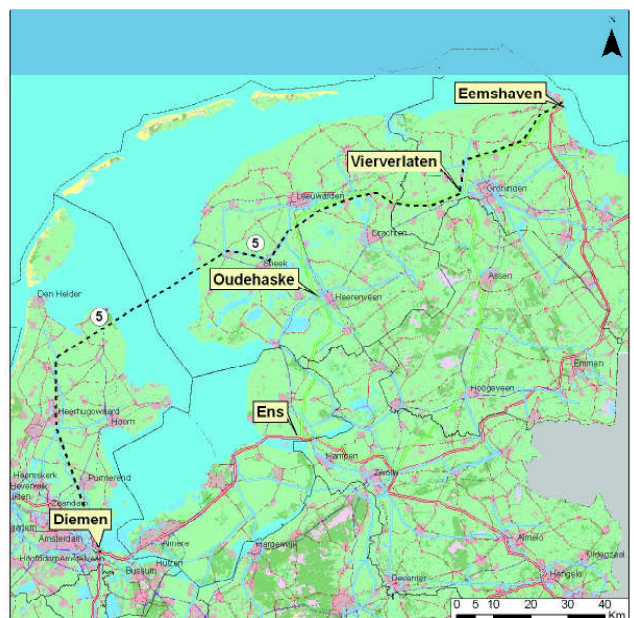 N
Eemshaven
Vierverlaten
Groningen
Leeuwarden
Drachten
5
Sneek
Assen
Oudehaske
Heerenveen
Den Helder
5
Emmen
Hoogeveen
Heerhugowaard
Hoorn
Ens
Kampen
Zwolle
Heemskerk
Purmerend
Zaandam
Diemen
Amsterdam
Almere
Harderwijk
Almelo
Oldenzaal
Huizen
Bussum
Deventer
Hengelo
0 5 10 20 30 40
Km